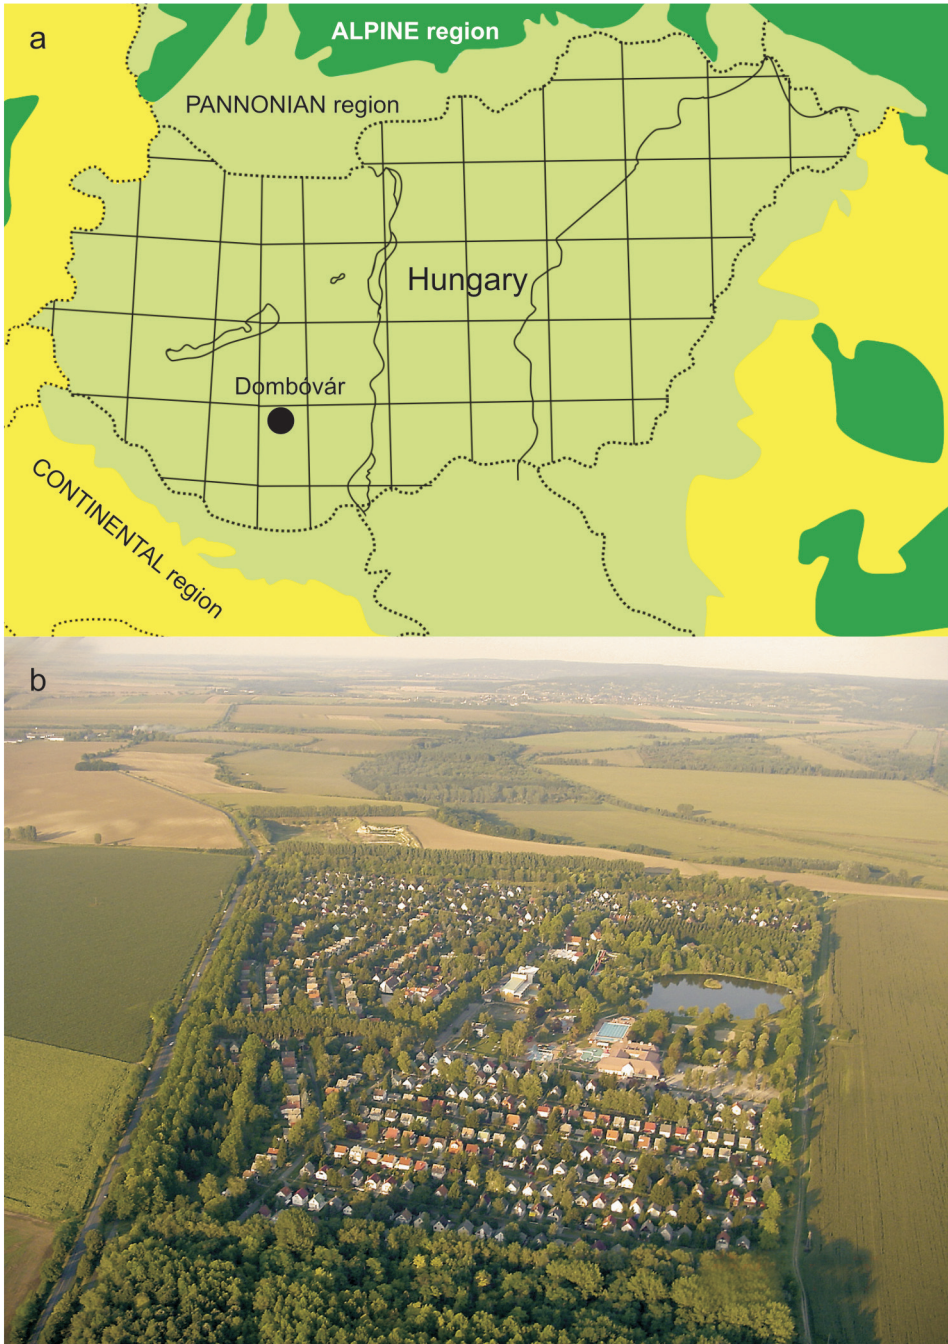 a
ALPINE region
PANNONIAN region
Hungary
Dombóvár
CONTINENTAL region
b